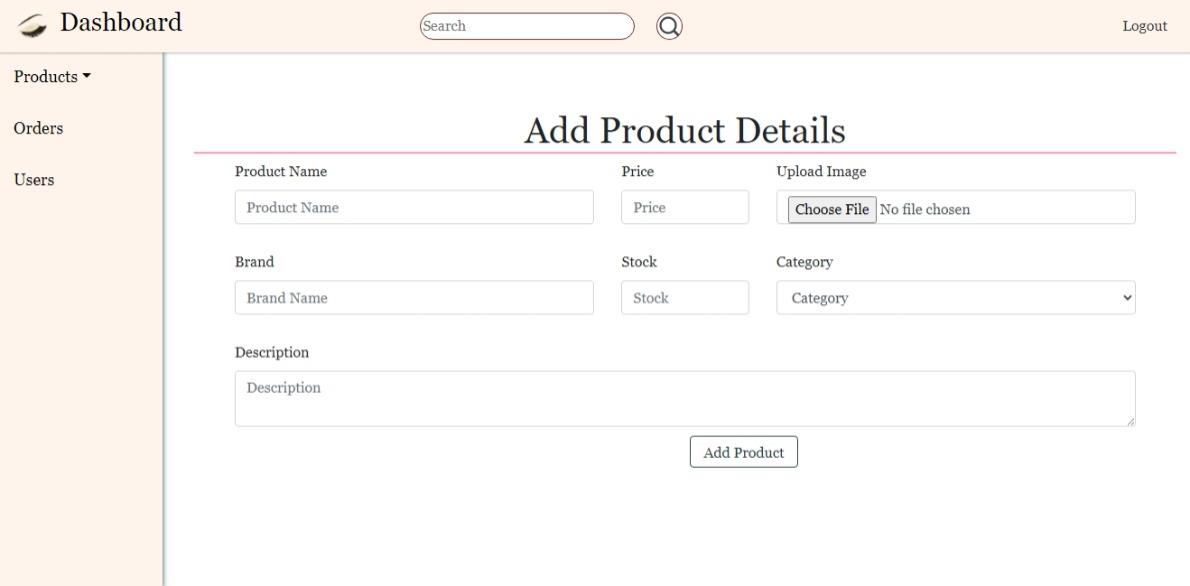 Dashboard
Search
Logout
Products
Orders
Users
Add Product Details
Product Name
Price
Upload Image
Product Name
Price
Choose File No file chosen
Brand
Stock
Category
Brand Name
Stock
Category
Description
Description
Add Product